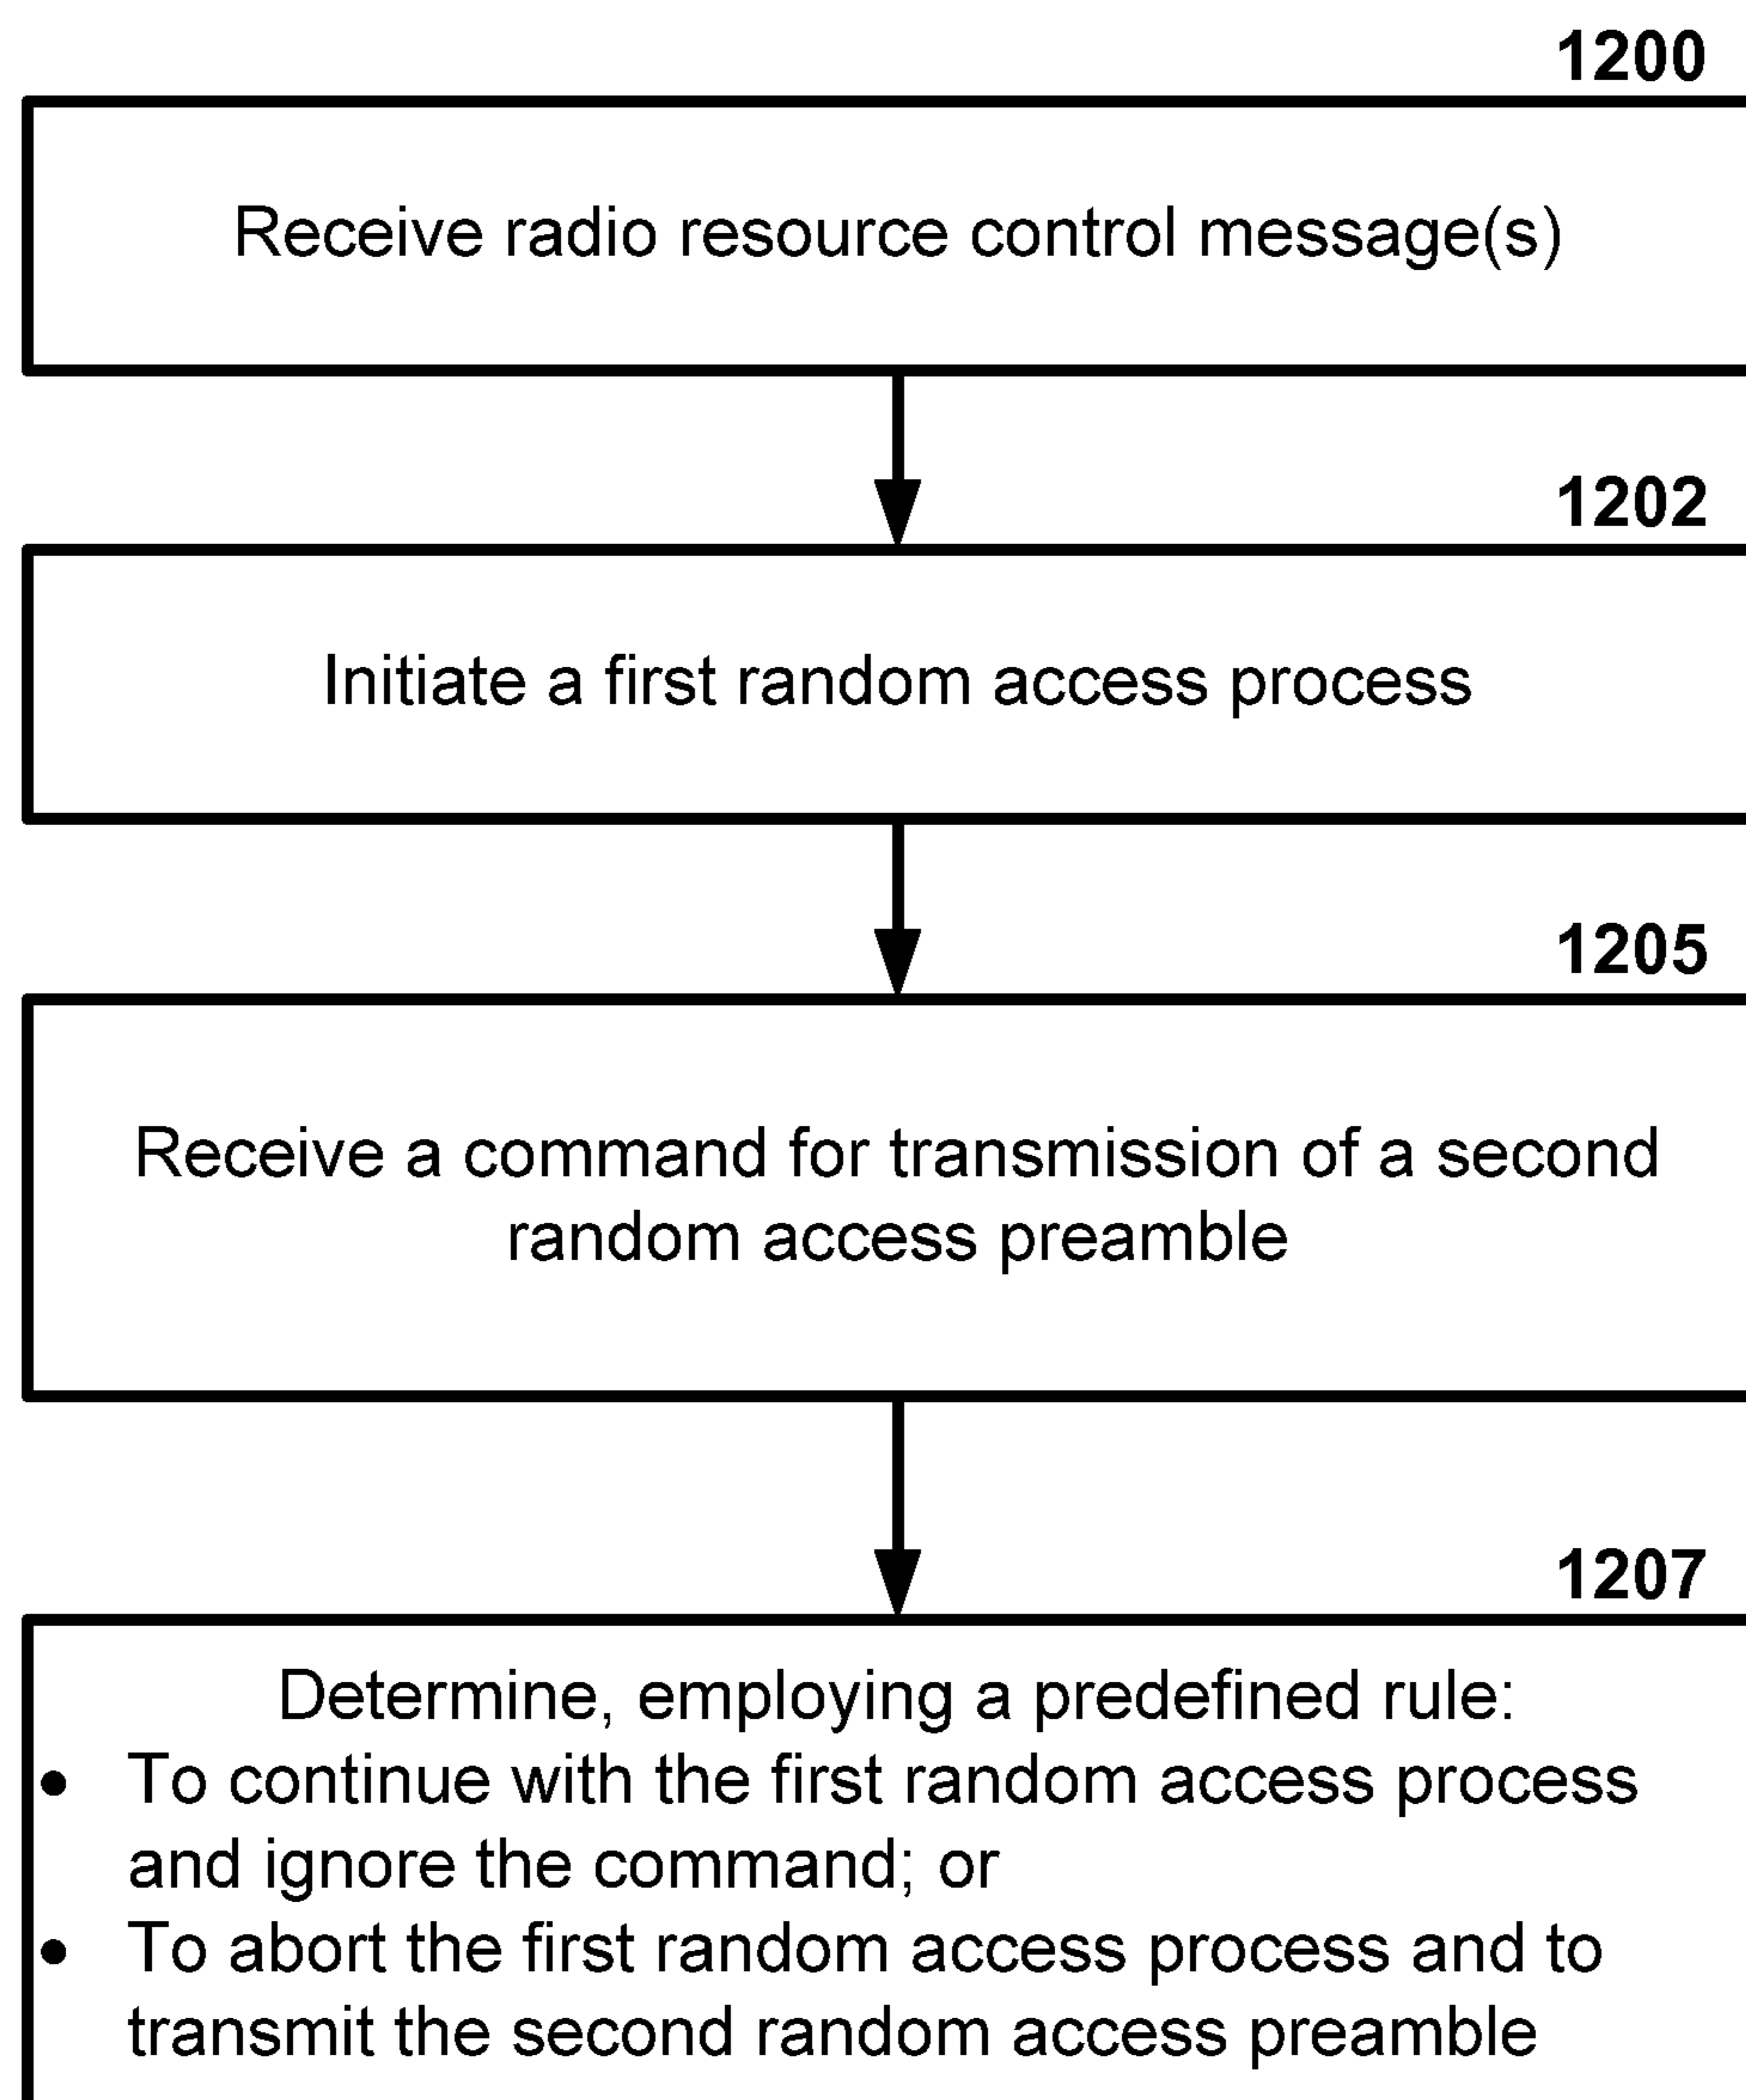 1200
Receive radio resource control message(s)
1202
Initiate a first random access process
1205
Receive a command for transmission of a second
random access preamble
1207
Determine, employing a predefined rule:
• To continue with the first random access process
and ignore the command; or
• To abort the first random access process and to
transmit the second random access preamble